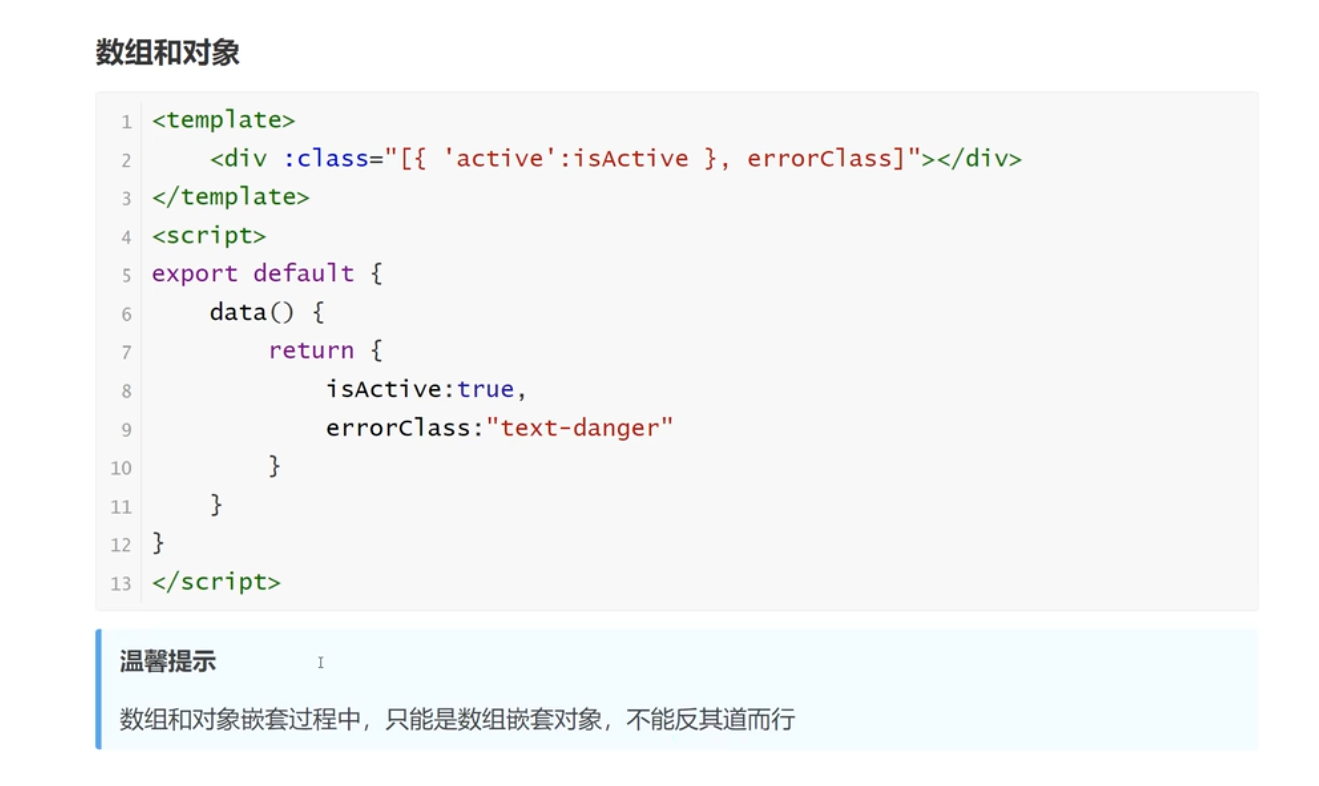 数组和对象
1 <template>
2     <div :class="[{ 'active':isActive }, errorClass]"></div>
3 </template>
4 <script>
5 export default {
6     data() {
7         return {
8             isActive:true,
9             errorClass:"text-danger"
10         }
11     }
12 }
13 </script>
温馨提示
数组和对象嵌套过程中，只能是数组嵌套对象，不能反其道而行